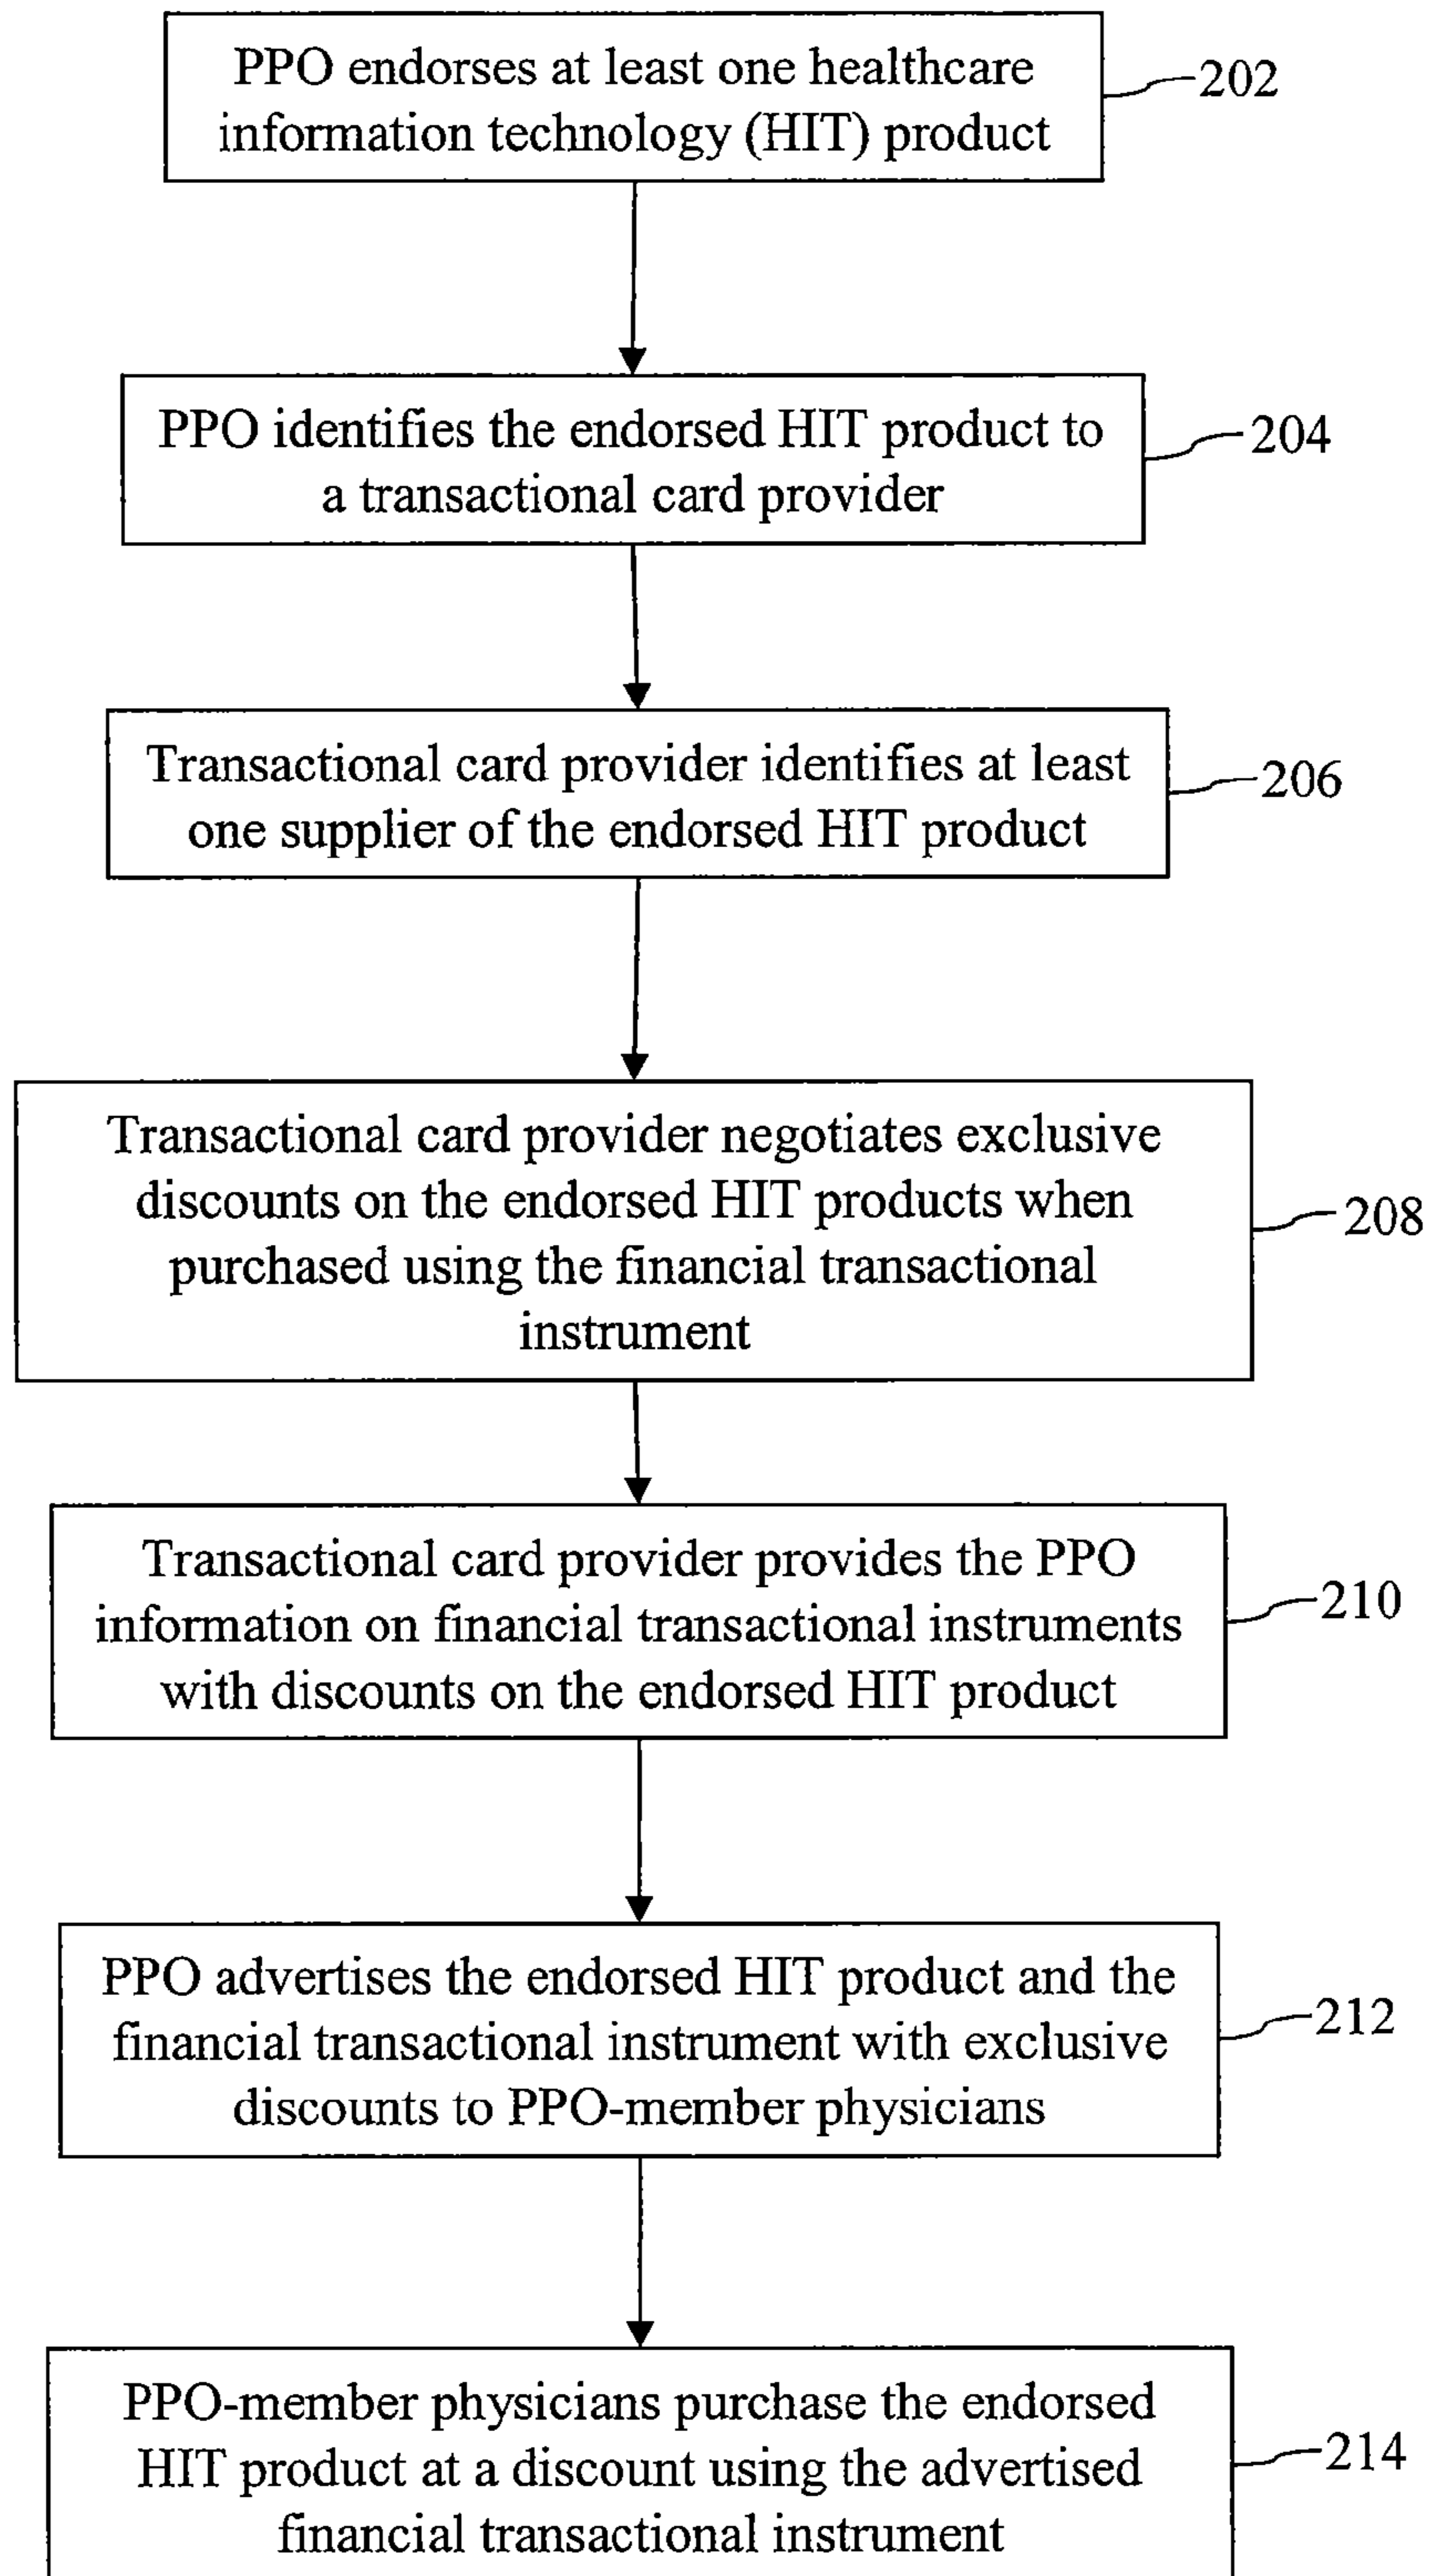 PPO endorses at least one healthcare
information technology (HIT) product
202
PPO identifies the endorsed HIT product to
a transactional card provider
204
Transactional card provider identifies at least
one supplier of the endorsed HIT product
206
Transactional card provider negotiates exclusive
discounts on the endorsed HIT products when
purchased using the financial transactional
instrument
208
Transactional card provider provides the PPO
information on financial transactional instruments
with discounts on the endorsed HIT product
210
PPO advertises the endorsed HIT product and the
financial transactional instrument with exclusive
discounts to PPO-member physicians
212
PPO-member physicians purchase the endorsed
HIT product at a discount using the advertised
financial transactional instrument
214